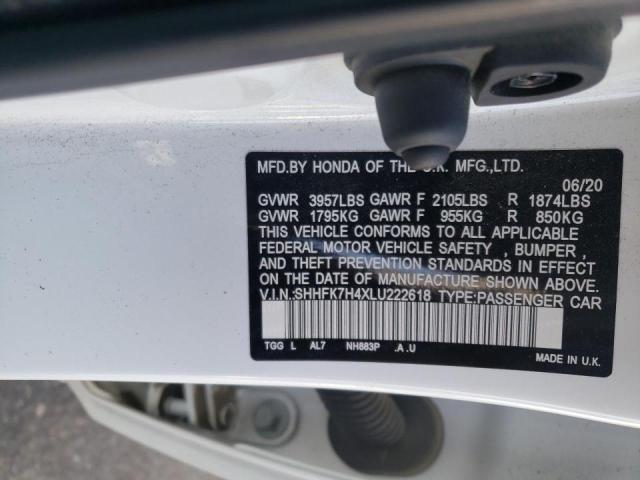 MFD.BY HONDA OF THE U.K. MFG.,LTD.
06/20
GVWR 3957LBS GAWR F 2105LBS R 1874LBS
GVWR 1795KG GAWR F 955KG R 850KG
THIS VEHICLE CONFORMS TO ALL APPLICABLE
FEDERAL MOTOR VEHICLE SAFETY , BUMPER ,
AND THEFT PREVENTION STANDARDS IN EFFECT
ON THE DATE OF MANUFACTURE SHOWN ABOVE.
V.I.N.:SHHFK7H4XLU222618 TYPE:PASSENGER CAR
TGG L AL7 NH883P .A .U
MADE IN U.K.